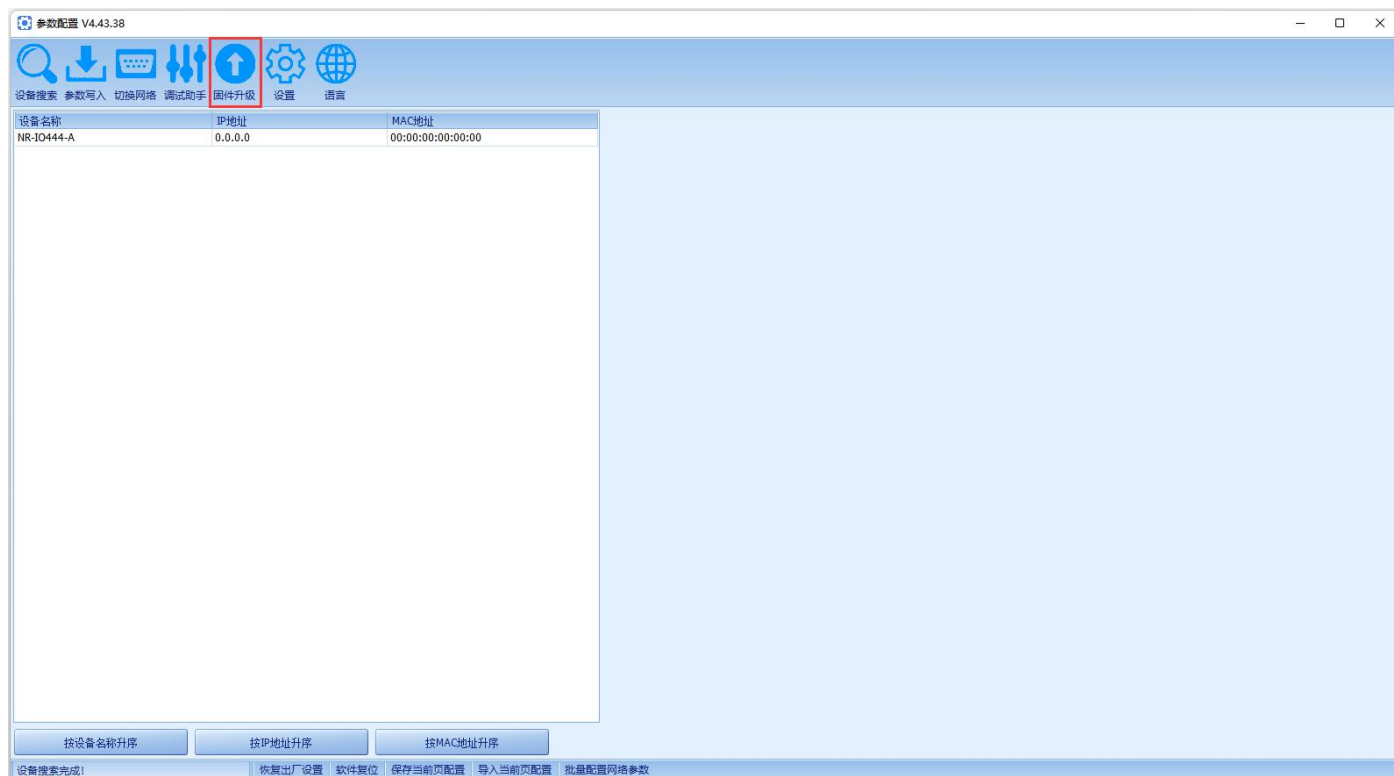 参数配置 V4.43.38
设备搜索 参数写入 切换网络 调试助手 固件升级 设置 语言
设备名称 IP地址 MAC地址
NR-IO444-A 0.0.0.0 00:00:00:00:00:00
按设备名称升序 按IP地址升序 按MAC地址升序
设备搜索完成! 恢复出厂设置 软件复位 保存当前页配置 导入当前页配置 批量配置网络参数